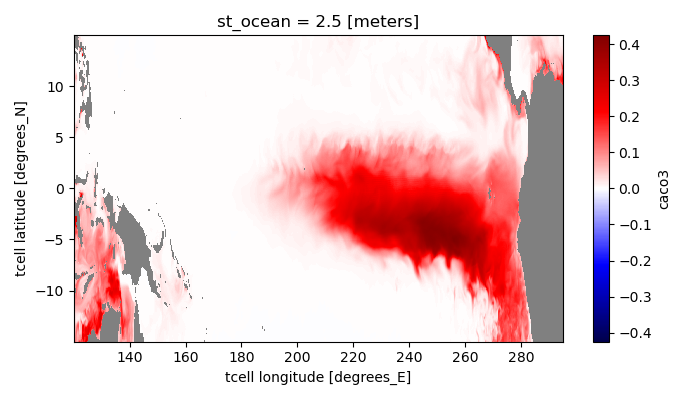 st_ocean = 2.5 [meters]
10
5
0
−5
−10
tcell latitude [degrees_N]
140 160 180 200 220 240 260 280
tcell longitude [degrees_E]
0.4
0.3
0.2
0.1
0.0
−0.1
−0.2
−0.3
−0.4
caco3